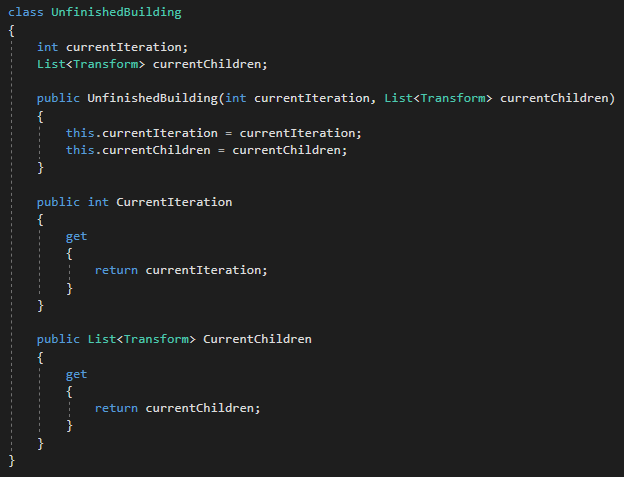 class UnfinishedBuilding
{
int currentIteration;
List<Transform> currentChildren;
public UnfinishedBuilding(int currentIteration, List<Transform> currentChildren)
{
this.currentIteration = currentIteration;
this.currentChildren = currentChildren;
}
public int CurrentIteration
{
get
{
return currentIteration;
}
}
public List<Transform> CurrentChildren
{
get
{
return currentChildren;
}
}
}